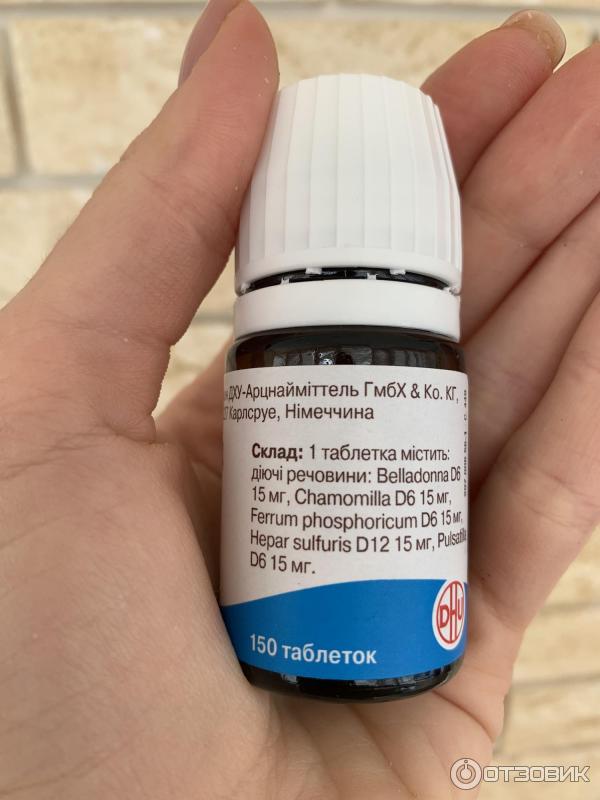 ДХУ-Арцнайміттель ГмбХ & Ко. КГ,
Карлсруе, Німеччина
Склад: 1 таблетка містить:
діючі речовини: Belladonna D6
15 мг, Chamomilla D6 15 мг,
Ferrum phosphoricum D6 15 мг,
Hepar sulfuris D12 15 мг, Pulsatilla
D6 15 мг.
DHU
150 таблеток
ОТЗОВИК